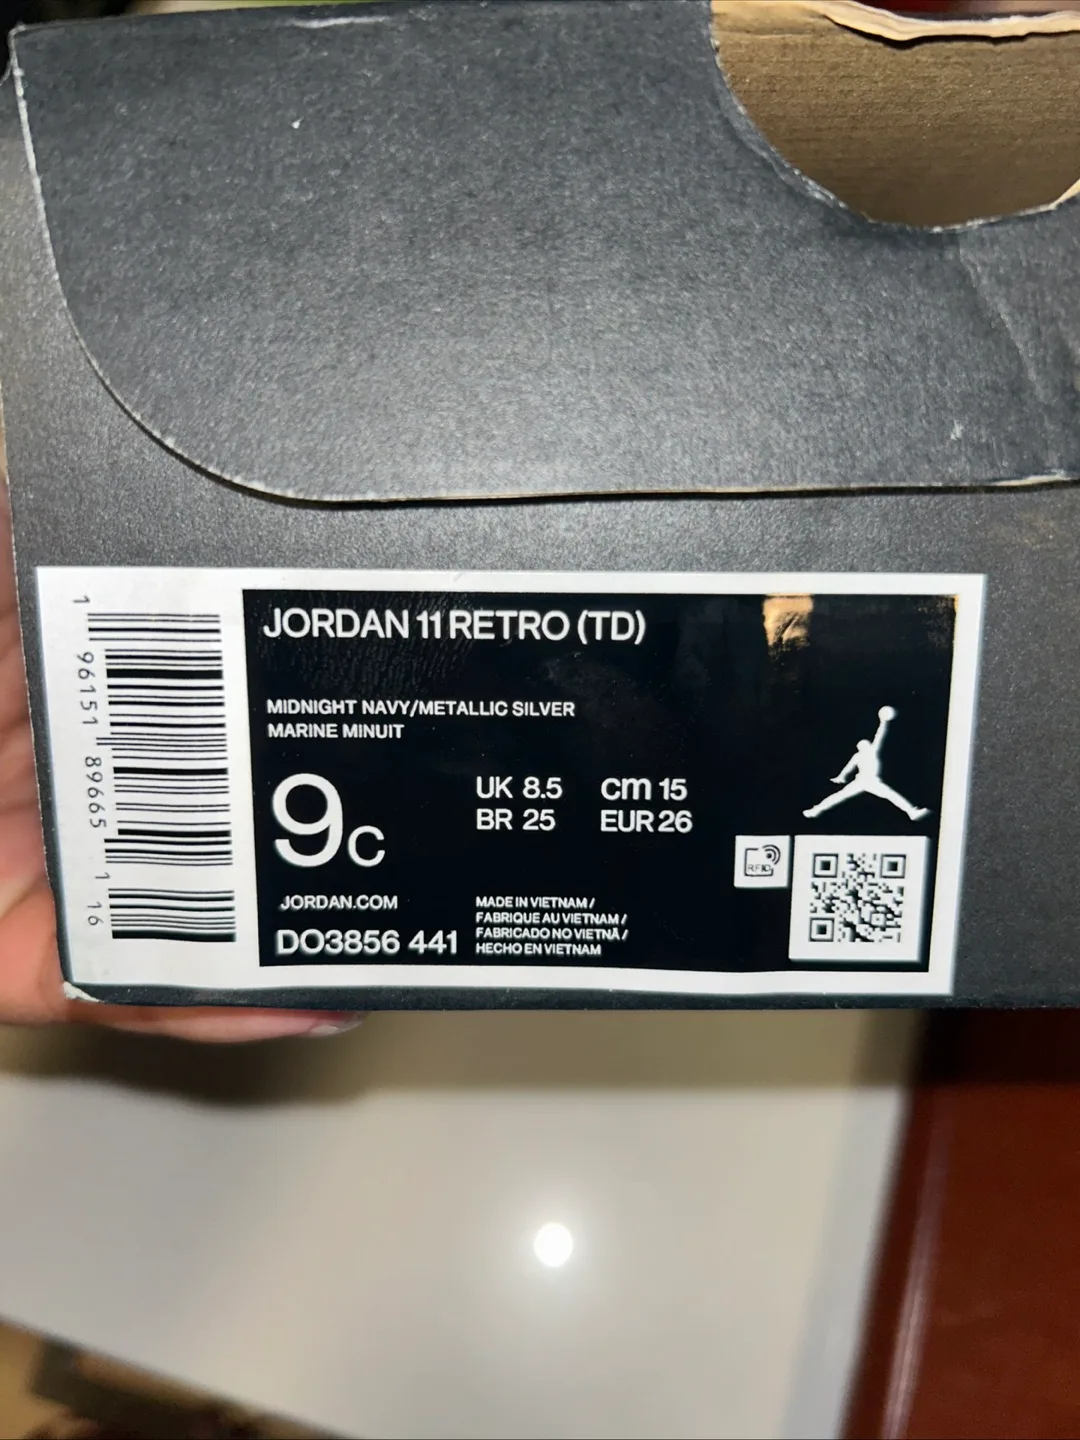 1 96151 89665 1 16
JORDAN 11 RETRO (TD)
MIDNIGHT NAVY/METALLIC SILVER
MARINE MINUIT
9C
UK 8.5 cm 15
BR 25 EUR 26
RFID
JORDAN.COM
DO3856 441
MADE IN VIETNAM /
FABRIQUE AU VIETNAM /
FABRICADO NO VIETNÃ /
HECHO EN VIETNAM